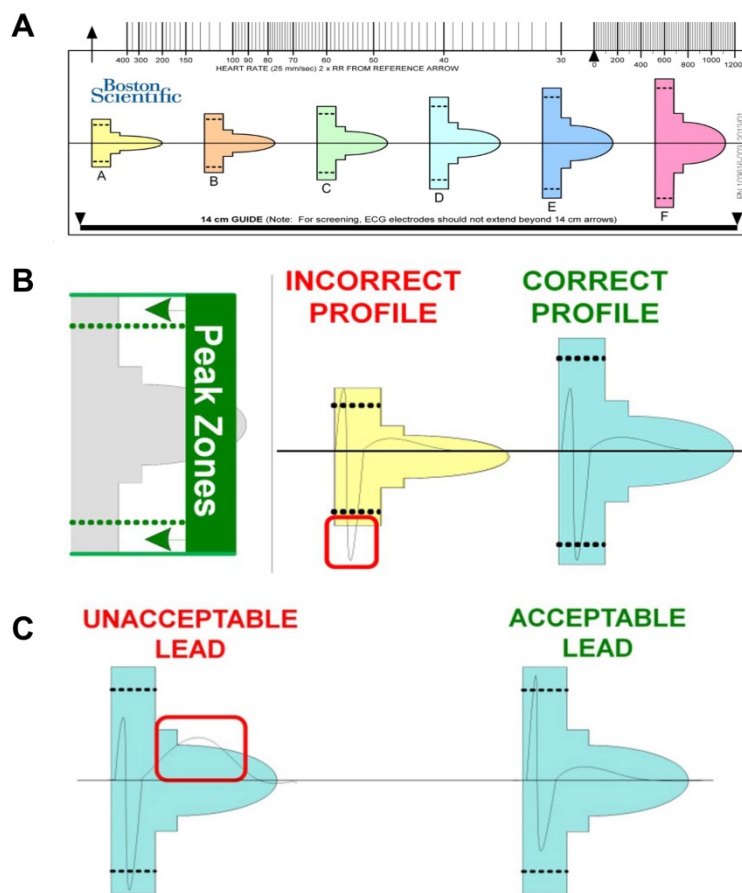 A
400 300 200 150 100 90 80 70 60 50 40 30 0 200 400 600 800 1000 1200
HEART RATE (25 mm/sec) 2 x RR FROM REFERENCE ARROW
Boston
Scientific
A
B
C
D
E
F
14 cm GUIDE (Note: For screening, ECG electrodes should not extend beyond 14 cm arrows)
B
Peak Zones
INCORRECT
PROFILE
CORRECT
PROFILE
C
UNACCEPTABLE
LEAD
ACCEPTABLE
LEAD